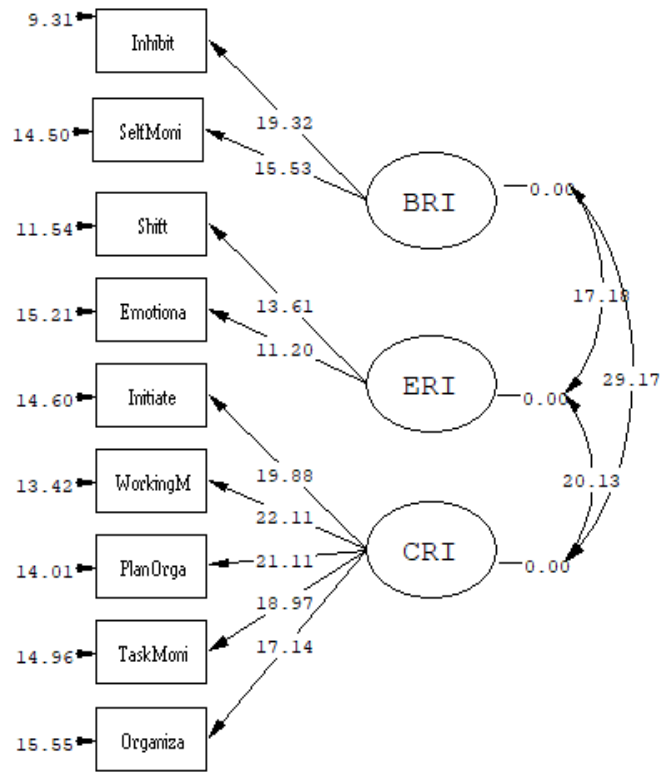 9.31
Inhibit
19.32
14.50
SelfMoni
15.53
BRI
0.00
11.54
Shift
13.61
17.18
15.21
Emotiona
11.20
ERI
0.00
29.17
14.60
Initiate
19.88
20.13
13.42
WorkingM
22.11
CRI
0.00
14.01
PlanOrga
21.11
18.97
14.96
TaskMoni
17.14
15.55
Organiza